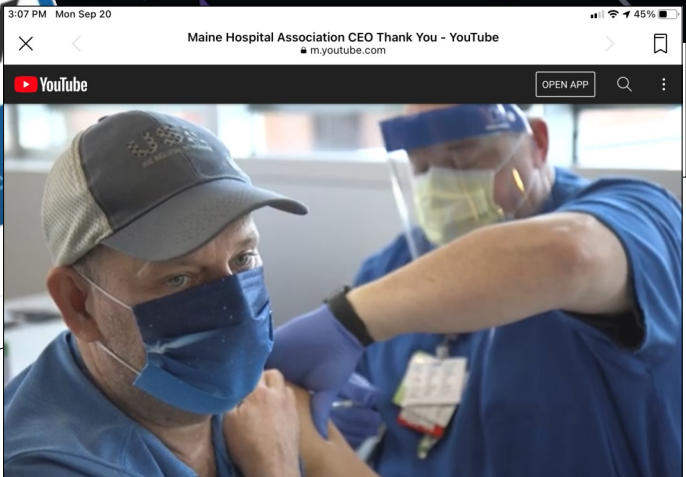 3:07 PM Mon Sep 20
45%
Maine Hospital Association CEO Thank You - YouTube
m.youtube.com
YouTube
OPEN APP